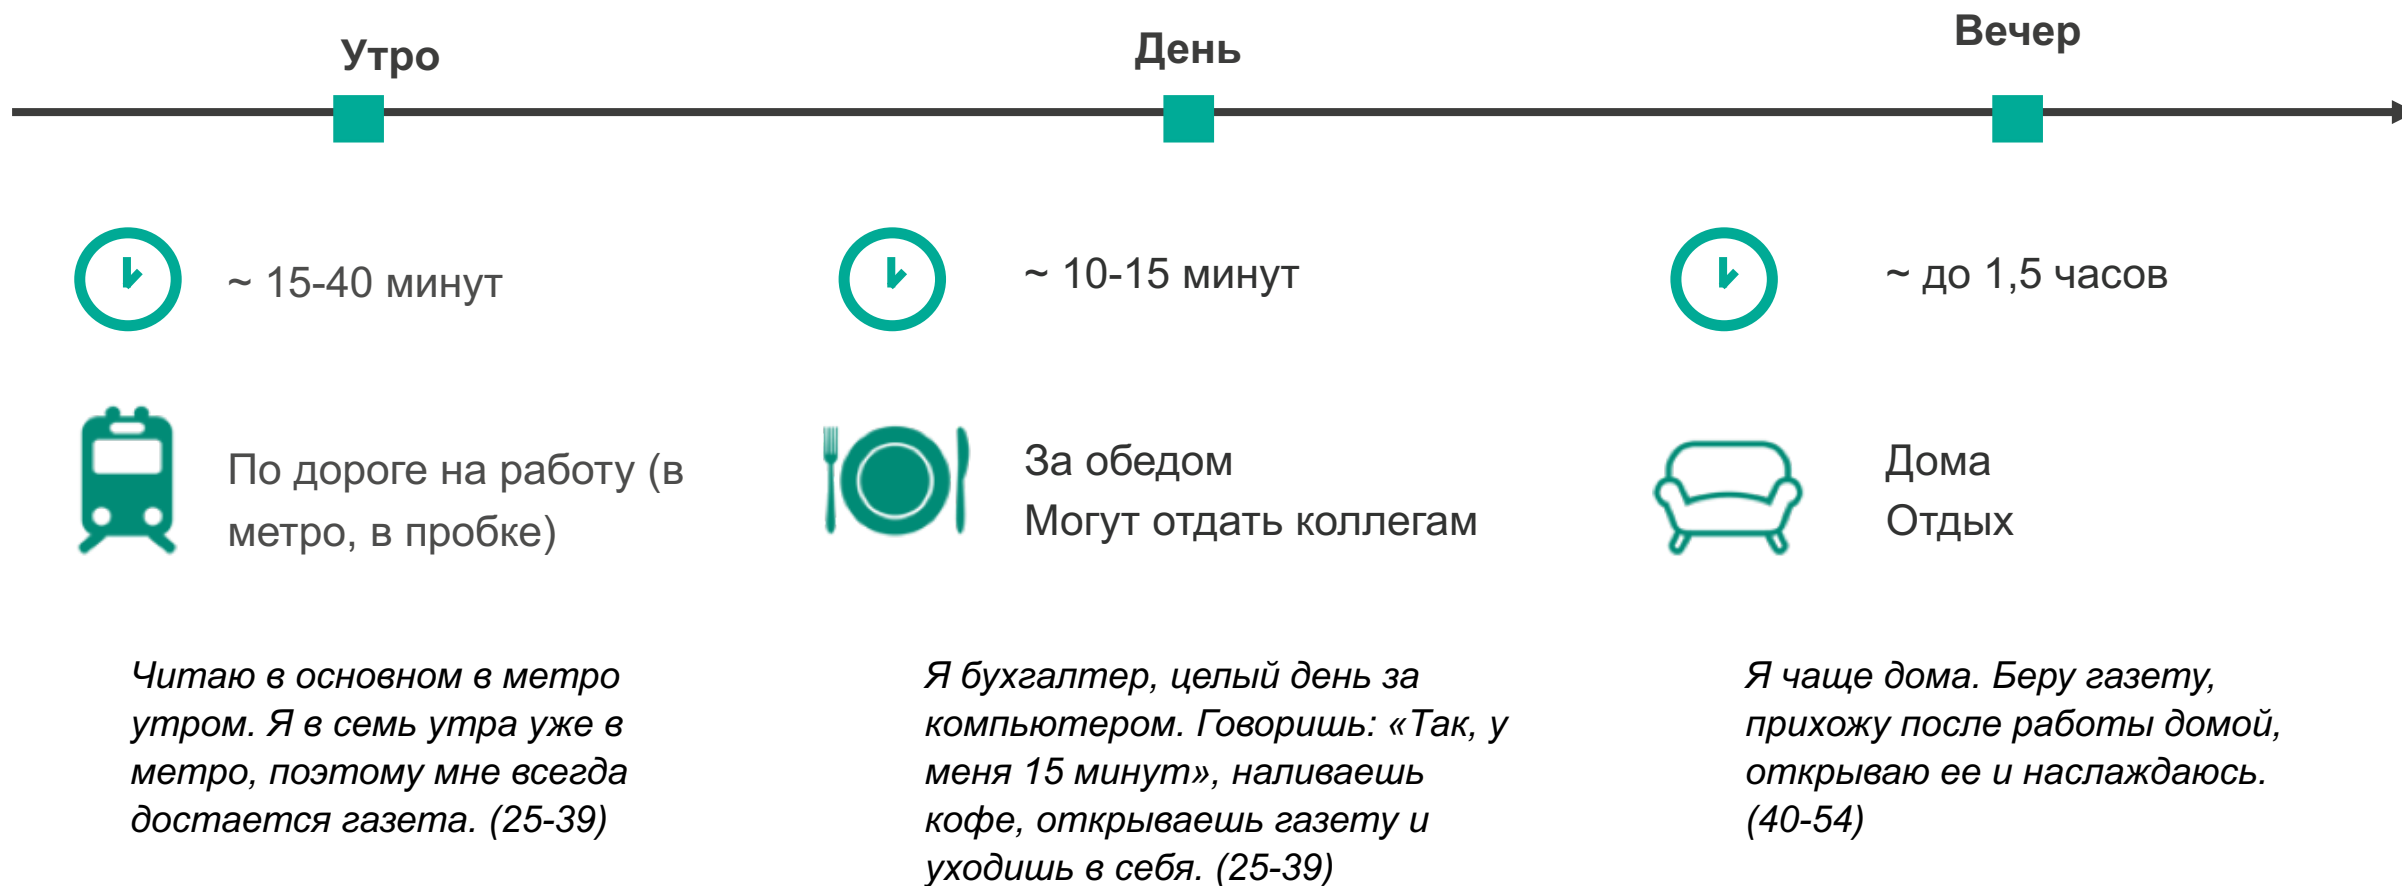 Утро
День
Вечер
~ 15-40 минут
~ 10-15 минут
~ до 1,5 часов
По дороге на работу (в
метро, в пробке)
За обедом
Могут отдать коллегам
Дома
Отдых
Читаю в основном в метро
утром. Я в семь утра уже в
метро, поэтому мне всегда
достается газета. (25-39)
Я бухгалтер, целый день за
компьютером. Говоришь: «Так, у
меня 15 минут», наливаешь
кофе, открываешь газету и
уходишь в себя. (25-39)
Я чаще дома. Беру газету,
прихожу после работы домой,
открываю ее и наслаждаюсь.
(40-54)